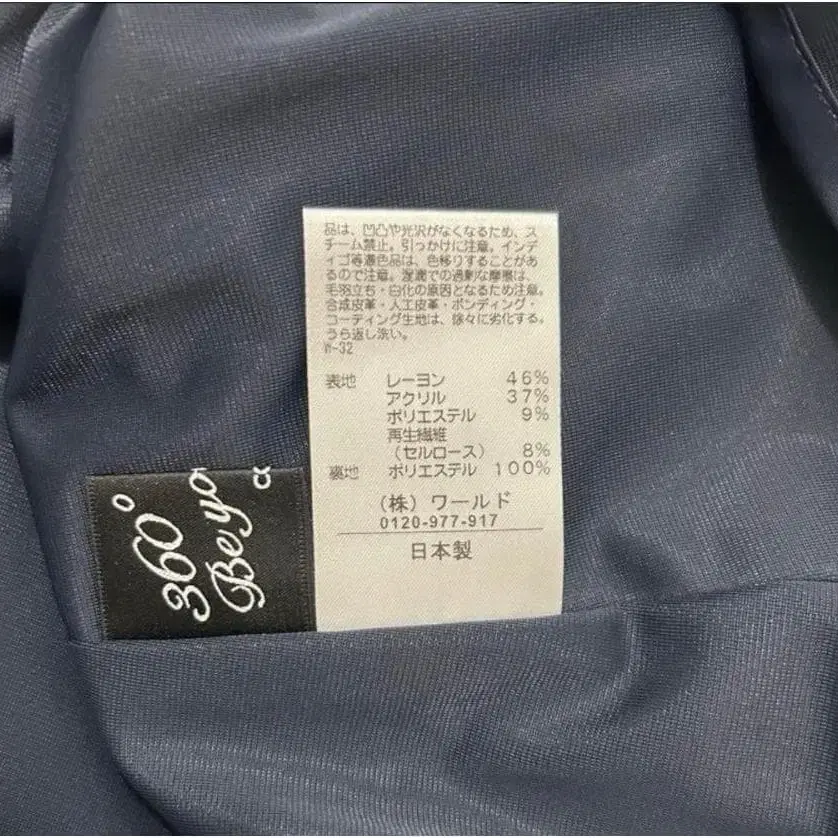 品は、凹凸や光沢がなくなるため、ス
チーム禁止。引っかけに注意。インデ
ィゴ等濃色品は、色移りすることがあ
るので注意。湿潤での過剰な摩擦は、
毛羽立ち・白化の原因となるため注意。
合成皮革・人工皮革・ボンディング・
コーティング生地は、徐々に劣化する。
うら返し洗い。
W-32
表地 レーヨン 46%
アクリル 37%
ポリエステル 9%
再生繊維
(セルロース) 8%
裏地 ポリエステル 100%
(株)ワールド
0120-977-917
日本製
360°
Beyo